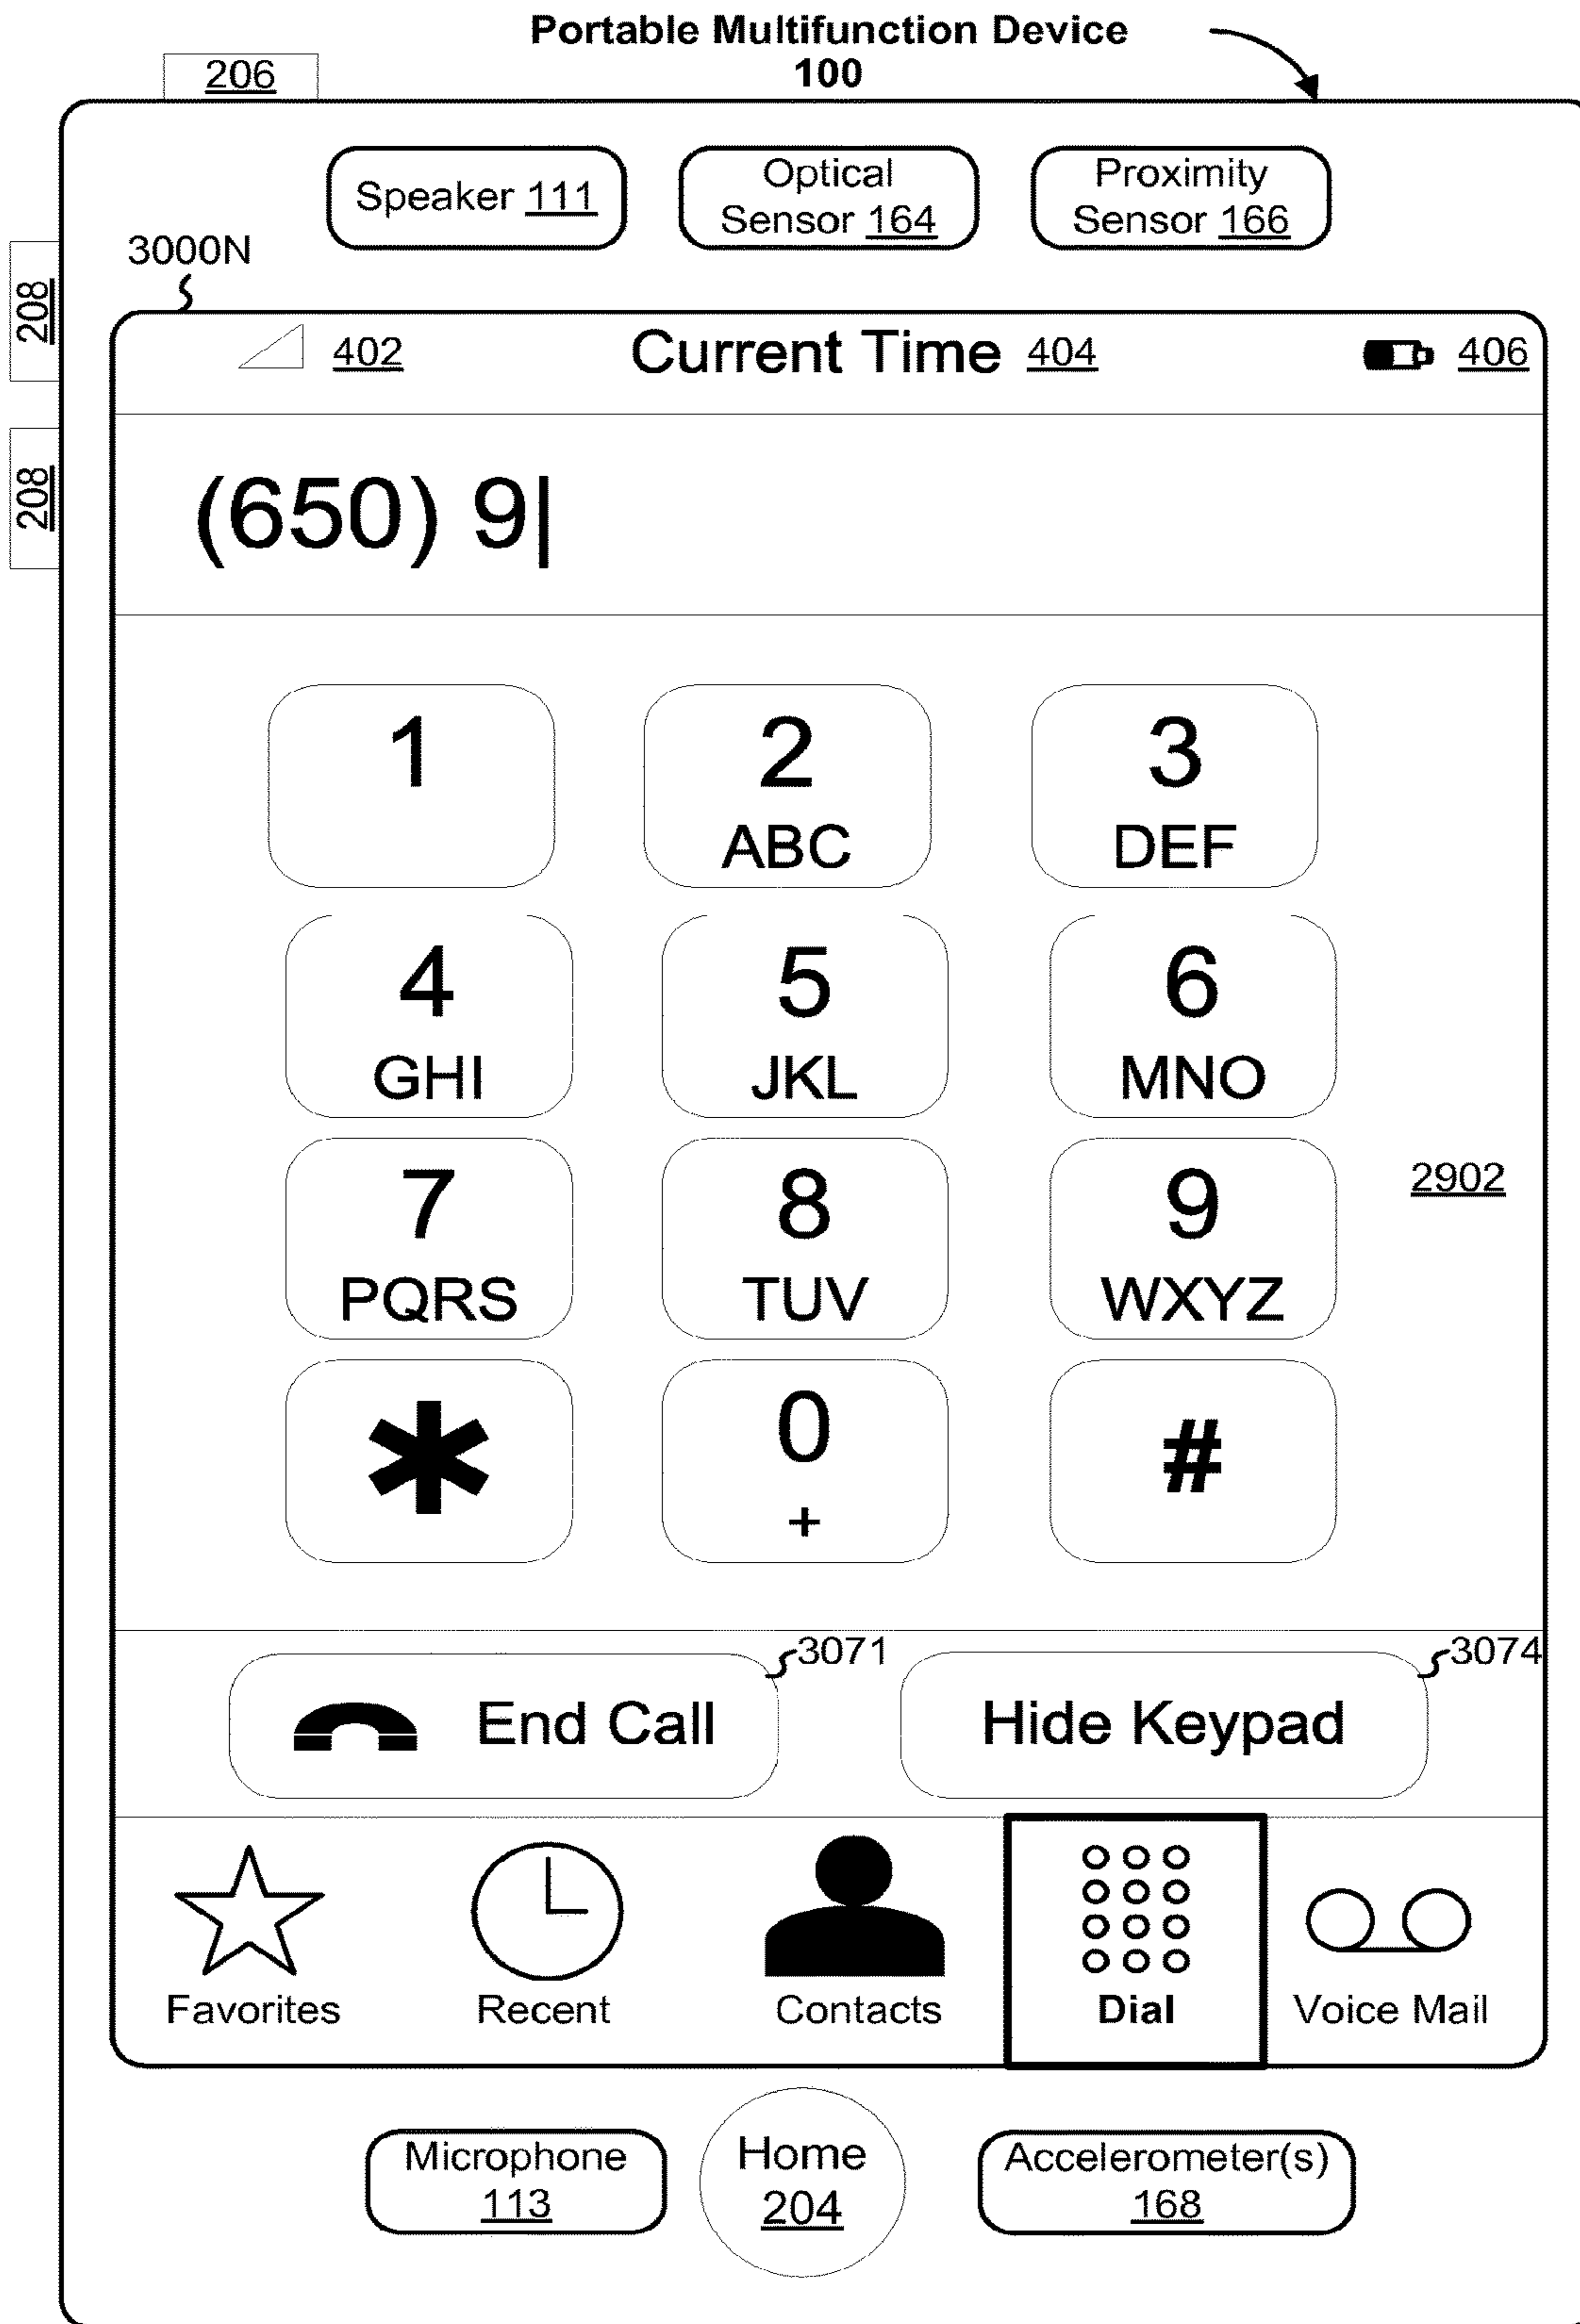 Portable Multifunction Device
100
206
Speaker 111
Optical
Sensor 164
Proximity
Sensor 166
3000N
208
208
402
Current Time 404
406
(650) 9|
1
2
ABC
3
DEF
4
GHI
5
JKL
6
MNO
7
PQRS
8
TUV
9
WXYZ
2902
*
0
+
#
3071
3074
End Call
Hide Keypad
Favorites
Recent
Contacts
Dial
Voice Mail
Microphone
113
Home
204
Accelerometer(s)
168